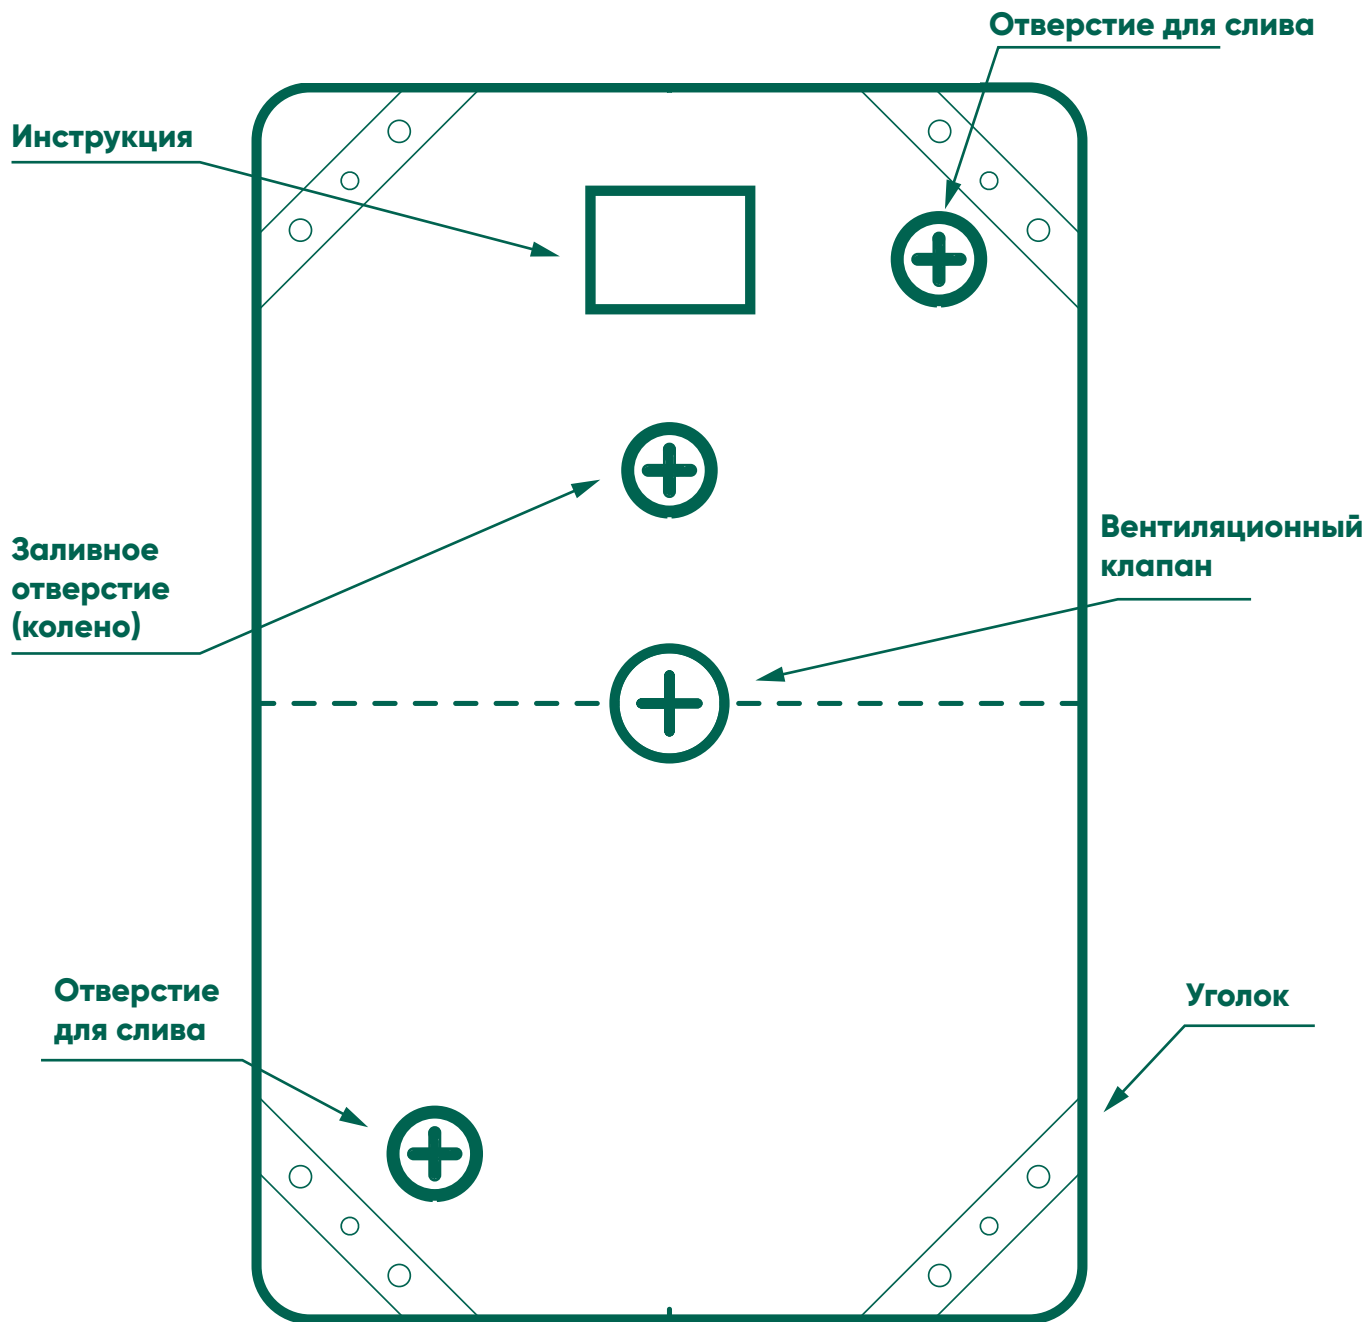 Отверстие для слива
Инструкция
Вентиляционный
клапан
Заливное
отверстие
(колено)
Отверстие
для слива
Уголок